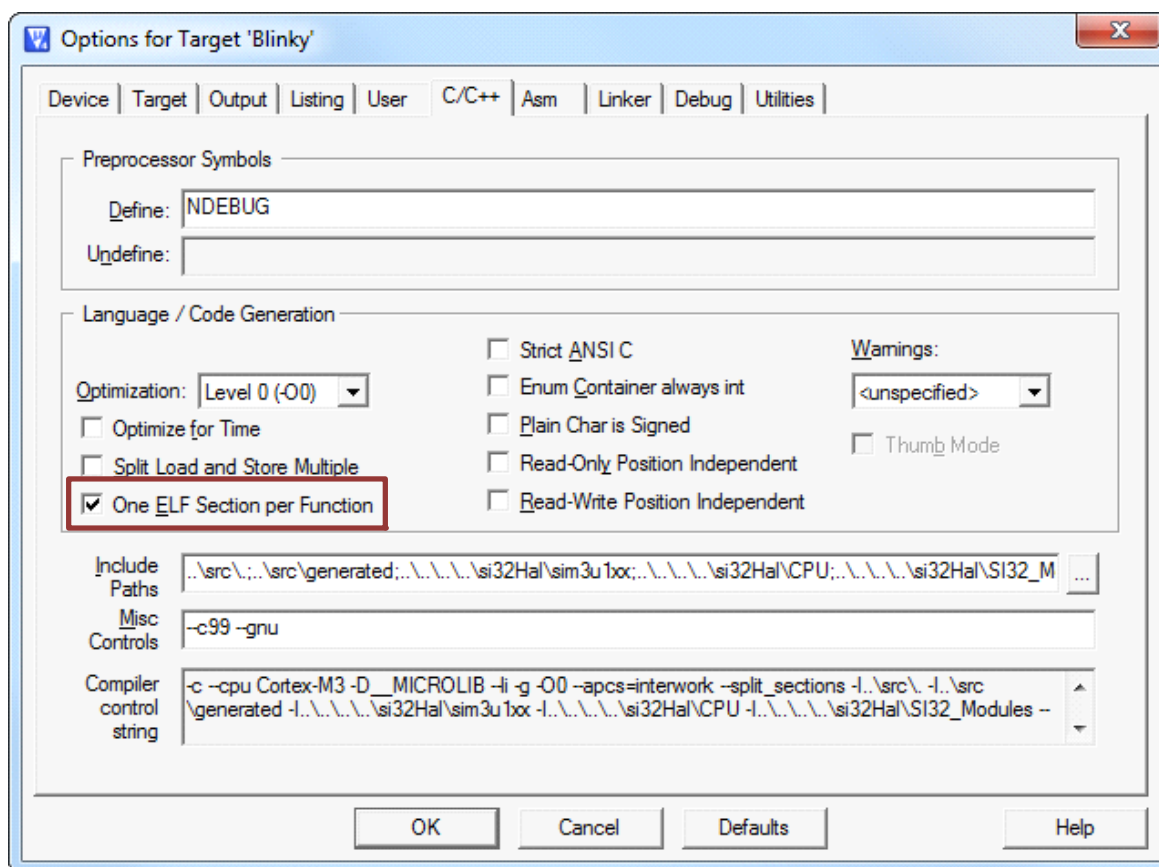 Options for Target 'Blinky'
X
Device Target Output Listing User C/C++ Asm Linker Debug Utilities
Preprocessor Symbols
Define: NDEBUG
Undefine:
Language / Code Generation
Optimization: Level 0 (-O0)
Optimize for Time
Split Load and Store Multiple
One ELF Section per Function
Strict ANSI C
Enum Container always int
Plain Char is Signed
Read-Only Position Independent
Read-Write Position Independent
Warnings:
<unspecified>
Thumb Mode
Include
Paths
..\src\.;..\src\generated;..\..\..\..\si32Hal\sim3u1xx;..\..\..\..\si32Hal\CPU;..\..\..\..\si32Hal\SI32_M
...
Misc
Controls
--c99 --gnu
Compiler
control
string
-c --cpu Cortex-M3 -D__MICROLIB --li -g -O0 --apcs=interwork --split_sections -I..\src\. -I..\src
\generated -I..\..\..\..\si32Hal\sim3u1xx -I..\..\..\..\si32Hal\CPU -I..\..\..\..\si32Hal\SI32_Modules --
OK Cancel Defaults Help